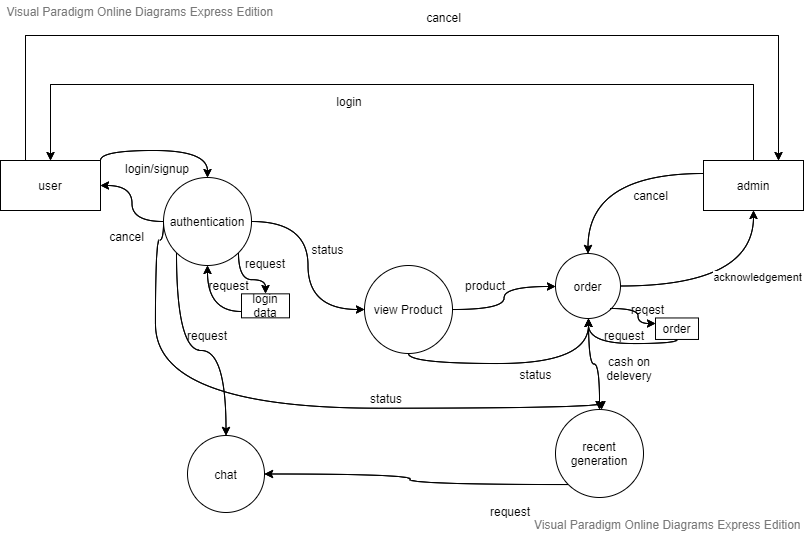 Visual Paradigm Online Diagrams Express Edition
cancel
login
login/signup
user
admin
cancel
authentication
cancel
status
request
acknowledgement
request
product
order
login
data
view Product
reqest
order
request
request
cash on
delevery
status
status
recent
generation
chat
request
Visual Paradigm Online Diagrams Express Edition